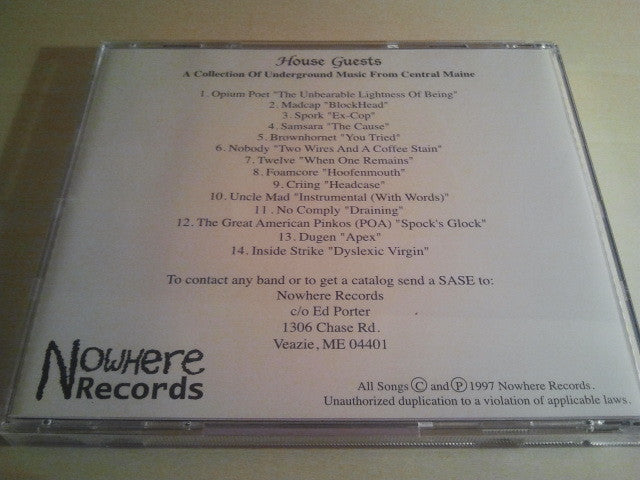 House Guests
A Collection Of Underground Music From Central Maine
1. Opium Poet "The Unbearable Lightness Of Being"
2. Madcap "BlockHead"
3. Spork "Ex-Cop"
4. Samsara "The Cause"
5. Brownhornet "You Tried"
6. Nobody "Two Wires And A Coffee Stain"
7. Twelve "When One Remains"
8. Foamcore "Hoofenmouth"
9. Criing "Headcase"
10. Uncle Mad "Instrumental (With Words)"
11. No Comply "Draining"
12. The Great American Pinkos (POA) "Spock's Glock"
13. Dugen "Apex"
14. Inside Strike "Dyslexic Virgin"
To contact any band or to get a catalog send a SASE to:
Nowhere Records
c/o Ed Porter
1306 Chase Rd.
Veazie, ME 04401
Nowhere
Records
All Songs Ⓒ and Ⓟ 1997 Nowhere Records.
Unauthorized duplication to a violation of applicable laws.